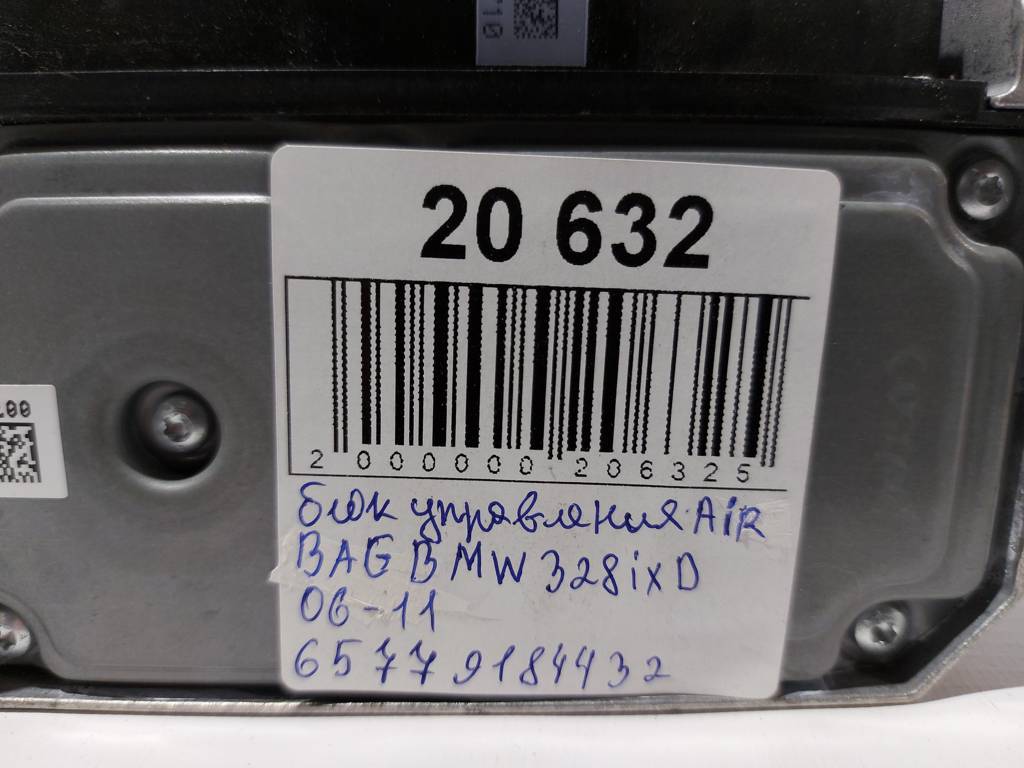 20 632
2 000000 206325
блок управления AiR
BAG BMW 328ixD
06-11
65779184432